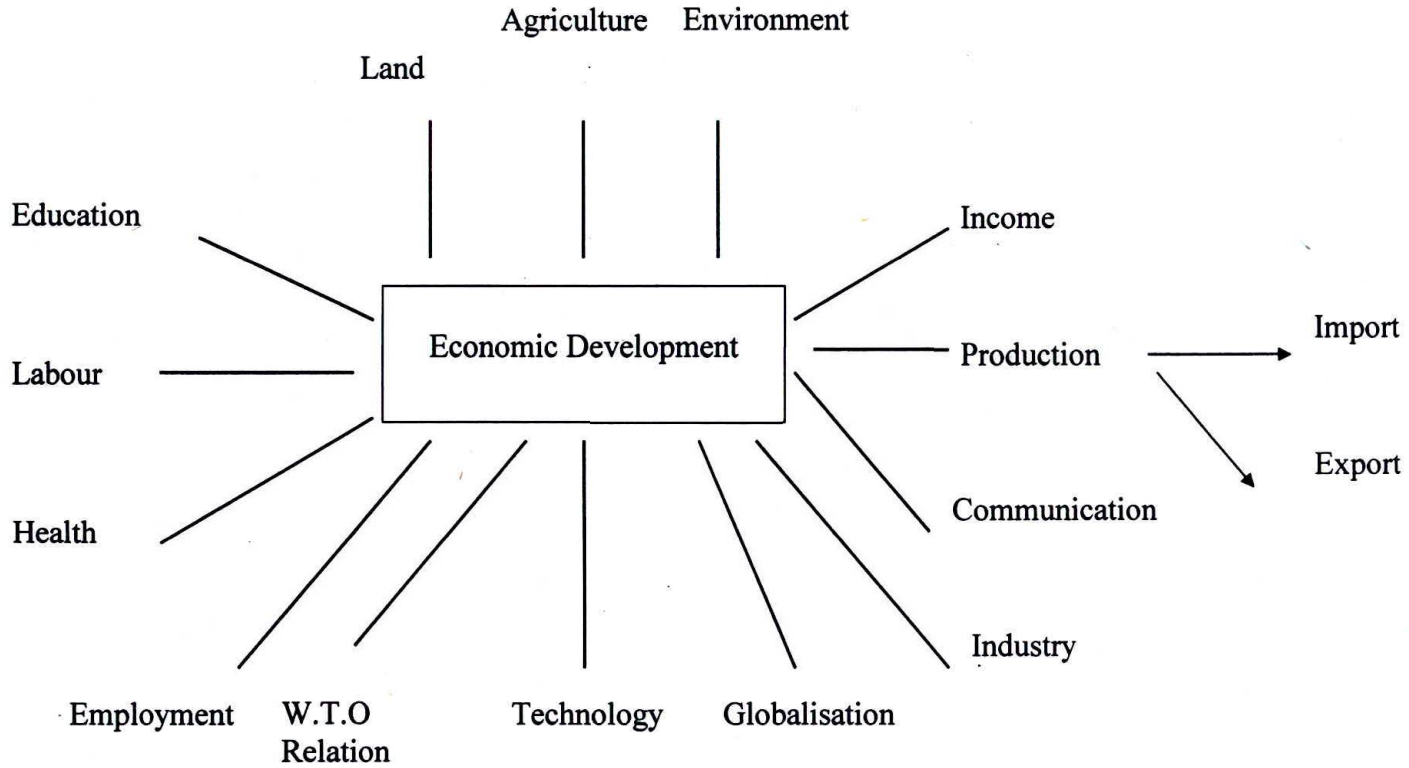 Agriculture Environment
Land
Education
Income
Economic Development
Import
Production
Labour
Export
Communication
Health
Industry
Employment
W.T.O
Relation
Technology
Globalisation